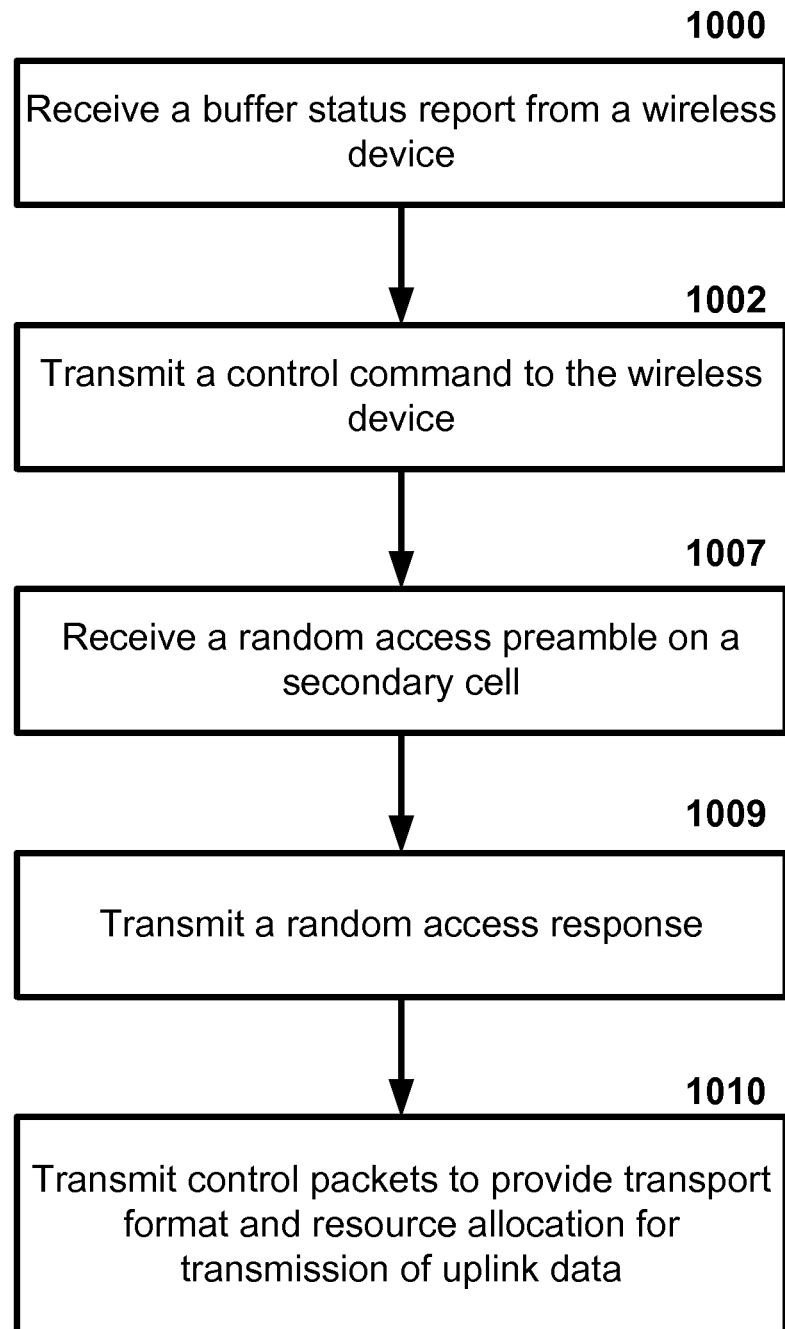 1000
Receive a buffer status report from a wireless
device
1002
Transmit a control command to the wireless
device
1007
Receive a random access preamble on a
secondary cell
1009
Transmit a random access response
1010
Transmit control packets to provide transport
format and resource allocation for
transmission of uplink data